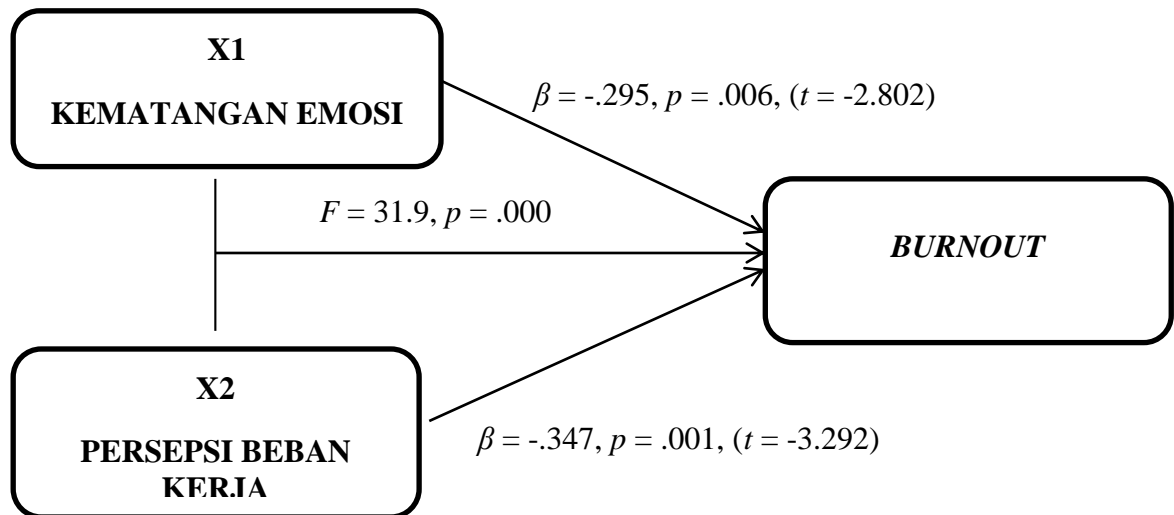 X1
KEMATANGAN EMOSI
β = -.295, p = .006, (t = -2.802)
F = 31.9, p = .000
BURNOUT
X2
PERSEPSI BEBAN
KERJA
β = -.347, p = .001, (t = -3.292)